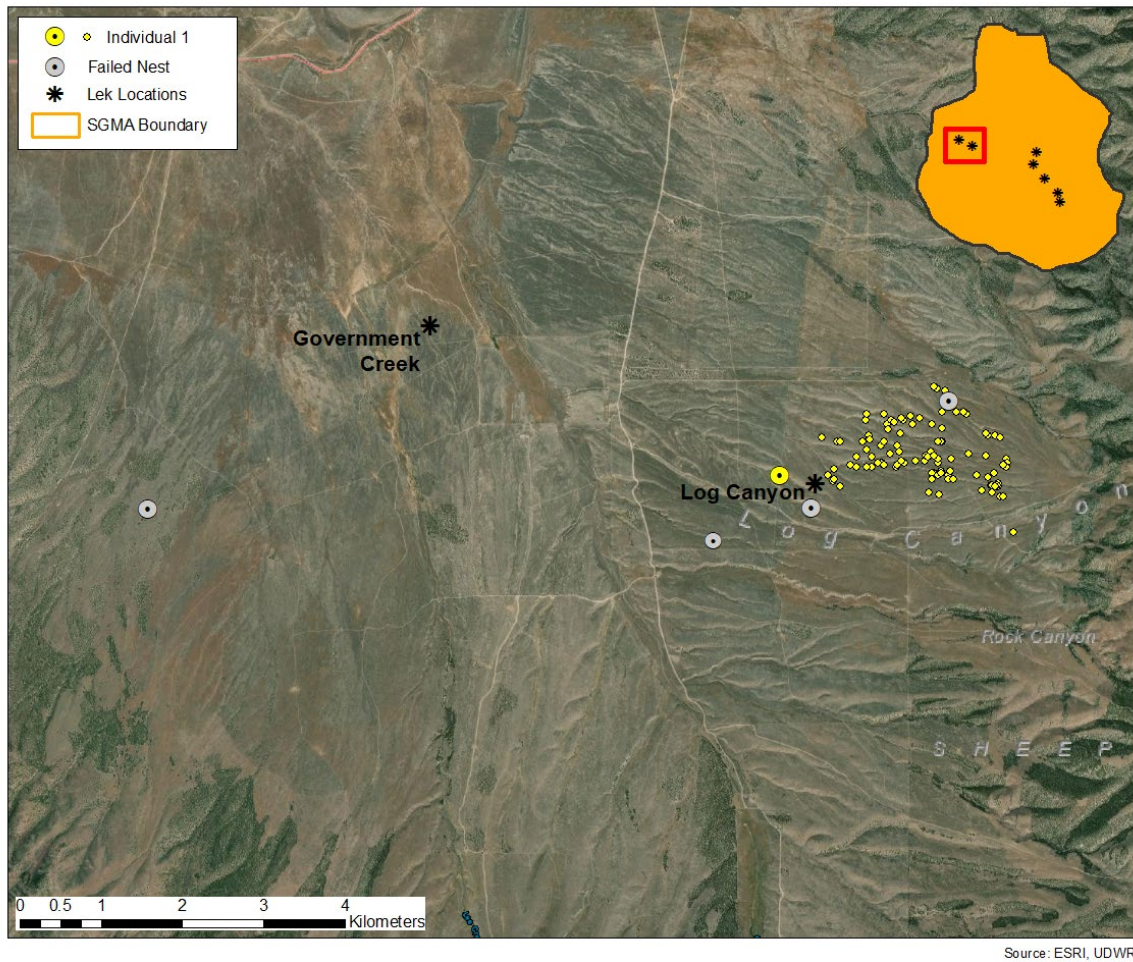 Individual 1
Failed Nest
Lek Locations
SGMA Boundary
Government
Creek
Log Canyon
Log Canyon
Rock Canyon
SHEEP
0 0.5 1 2 3 4
Kilometers
Source: ESRI, UDWR